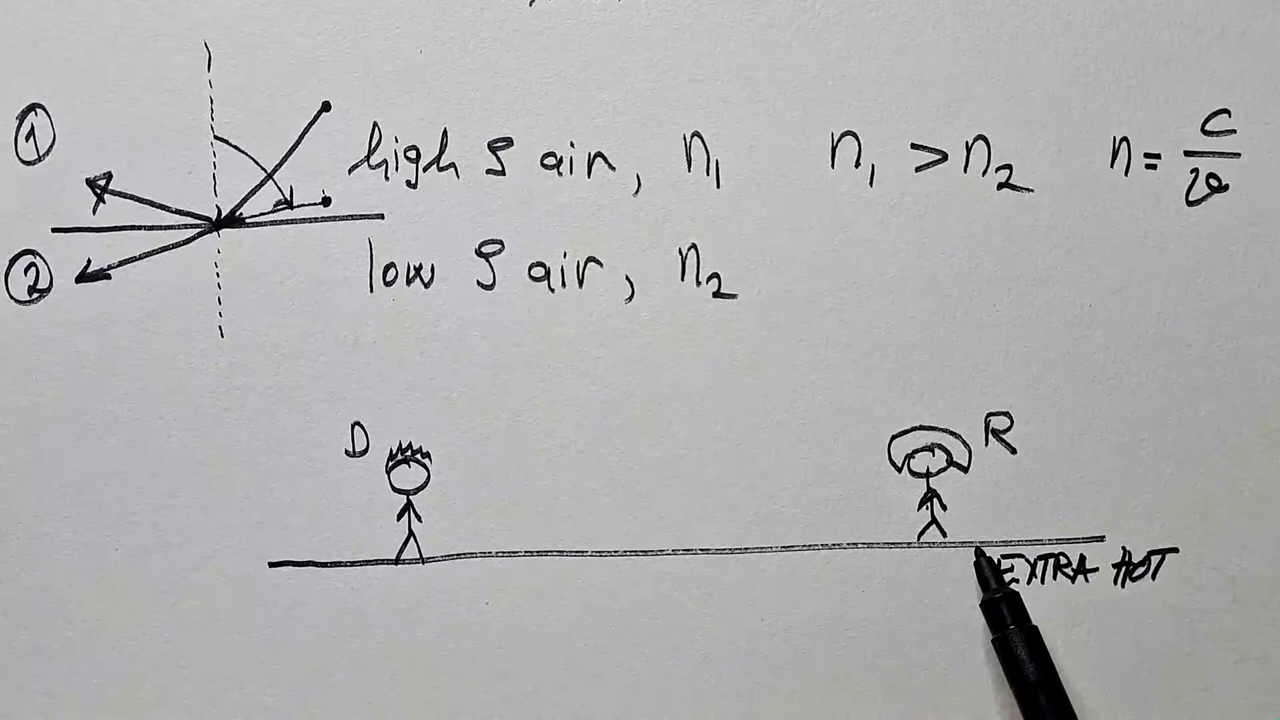 ①
high ρ air, n₁ n₁ > n₂ n = c/v
②
low ρ air, n₂
D
R
EXTRA HOT